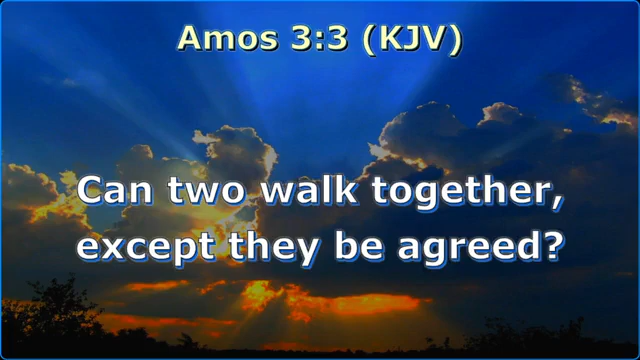 Amos 3:3 (KJV)
Can two walk together,
except they be agreed?